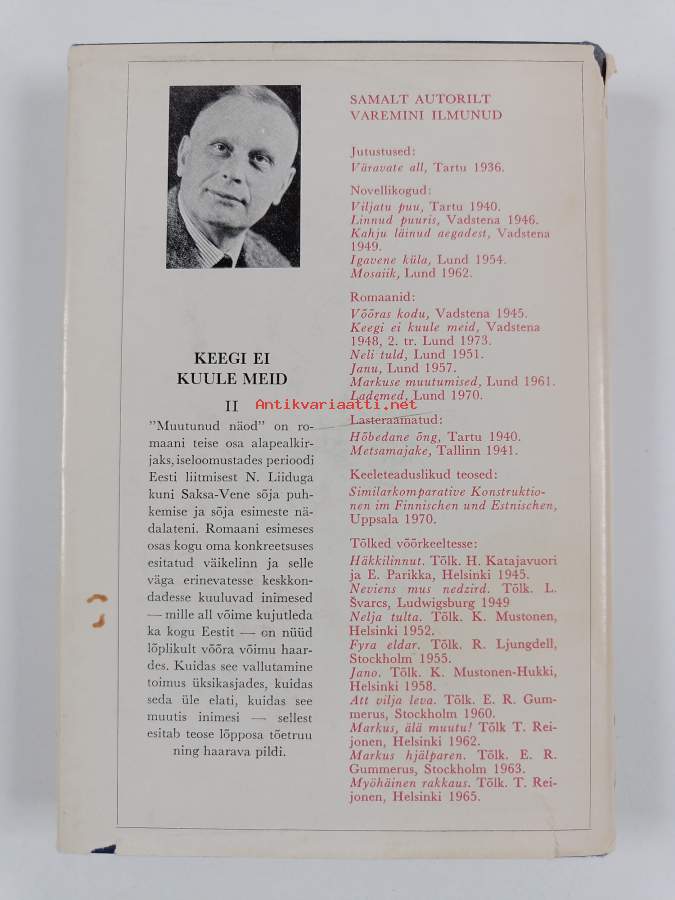 KEEGI EI
KUULE MEID
II
"Muutunud näod" on ro-
maani teise osa alapealkir-
jaks, iseloomustades perioodi
Eesti liitmisest N. Liiduga
kuni Saksa-Vene sõja puh-
kemise ja sõja esimeste nä-
dalateni. Romaani esimeses
osas kogu oma konkreetsuses
esitatud väikelinn ja selle
väga erinevatesse keskkon-
dadesse kuuluvad inimesed
— mille all võime kujutleda
ka kogu Eestit — on nüüd
lõplikult võõra võimu haar-
des. Kuidas see vallutamine
toimus üksikasjades, kuidas
seda üle elati, kuidas see
muutis inimesi — sellest
esitab teose lõpposa tõetruu
ning haarava pildi.
SAMALT AUTORILT
VAREMINI ILMUNUD
Jutustused:
Väravate all, Tartu 1936.
Novellikogud:
Viljatu puu, Tartu 1940.
Linnud puuris, Vadstena 1946.
Kahju läinud aegadest, Vadstena
1949.
Igavene küla, Lund 1954.
Mosaiik, Lund 1962.
Romaanid:
Võõras kodu, Vadstena 1945.
Keegi ei kuule meid, Vadstena
1948, 2. tr. Lund 1973.
Neli tuld, Lund 1951.
Janu, Lund 1957.
Markuse muutumised, Lund 1961.
Lademed, Lund 1970.
Antikvariaatti.net
Lasteraamatud:
Hõbedane õng, Tartu 1940.
Metsamajake, Tallinn 1941.
Keeleteaduslikud teosed:
Similarkomparative Konstruktio-
nen im Finnischen und Estnischen,
Uppsala 1970.
Tõlked võõrkeeltesse:
Häkkilinnut. Tõlk. H. Katajavuori
ja E. Parikka, Helsinki 1945.
Neviens mus nedzird. Tõlk. L.
Švarcs, Ludwigsburg 1949
Nelja tulta. Tõlk. K. Mustonen,
Helsinki 1952.
Fyra eldar. Tõlk. R. Ljungdell,
Stockholm 1955.
Jano. Tõlk. K. Mustonen-Hukki,
Helsinki 1958.
Att vilja leva. Tõlk. E. R. Gum-
merus, Stockholm 1960.
Markus, älä muutu! Tõlk T. Rei-
jonen, Helsinki 1962.
Markus hjälparen. Tõlk. E. R.
Gummerus, Stockholm 1963.
Myöhäinen rakkaus. Tõlk. T. Rei-
jonen, Helsinki 1965.